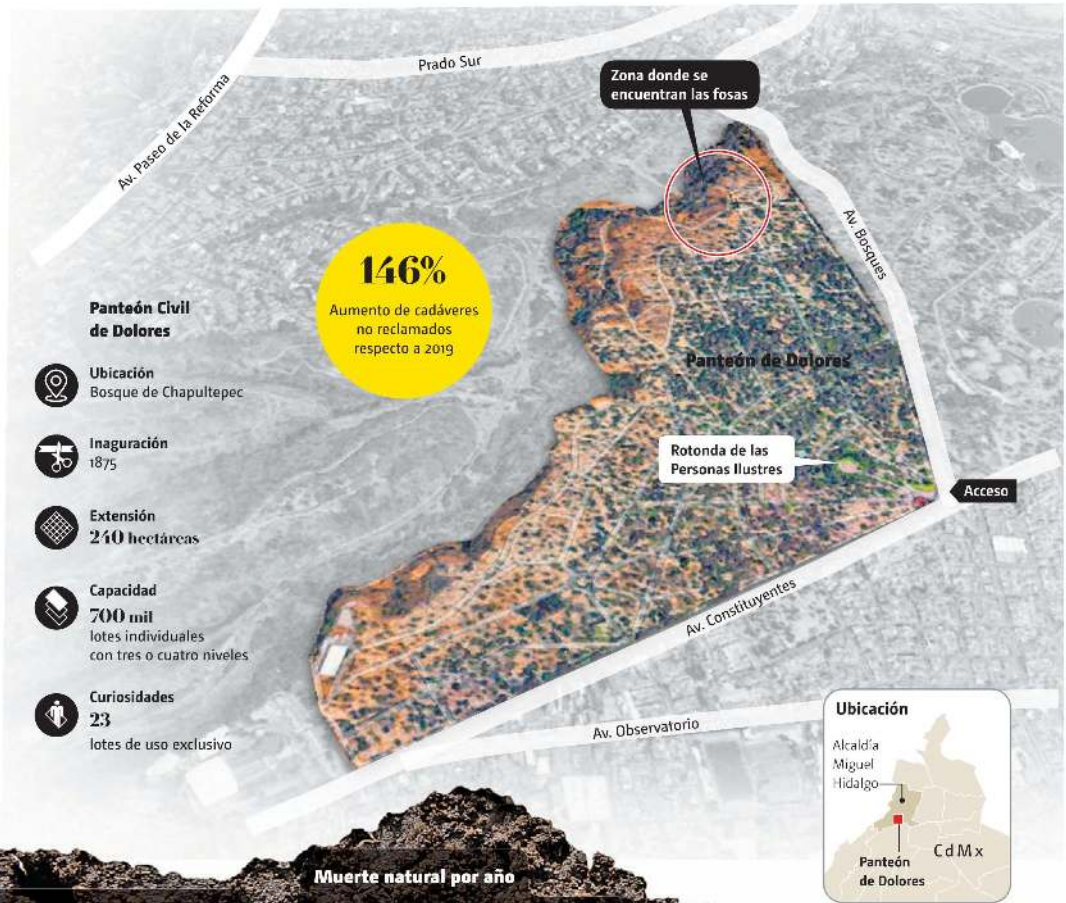 Prado Sur
Av. Paseo de la Reforma
Zona donde se
encuentran las fosas
Av. Bosques
146%
Aumento de cadáveres
no reclamados
respecto a 2019
Panteón Civil
de Dolores
Ubicación
Bosque de Chapultepec
Inaguración
1875
Extensión
240 hectáreas
Capacidad
700 mil
lotes individuales
con tres o cuatro niveles
Curiosidades
23
lotes de uso exclusivo
Panteón de Dolores
Rotonda de las
Personas Ilustres
Acceso
Av. Constituyentes
Av. Observatorio
Ubicación
Alcaldía
Miguel
Hidalgo
CdMx
Panteón
de Dolores
Muerte natural por año